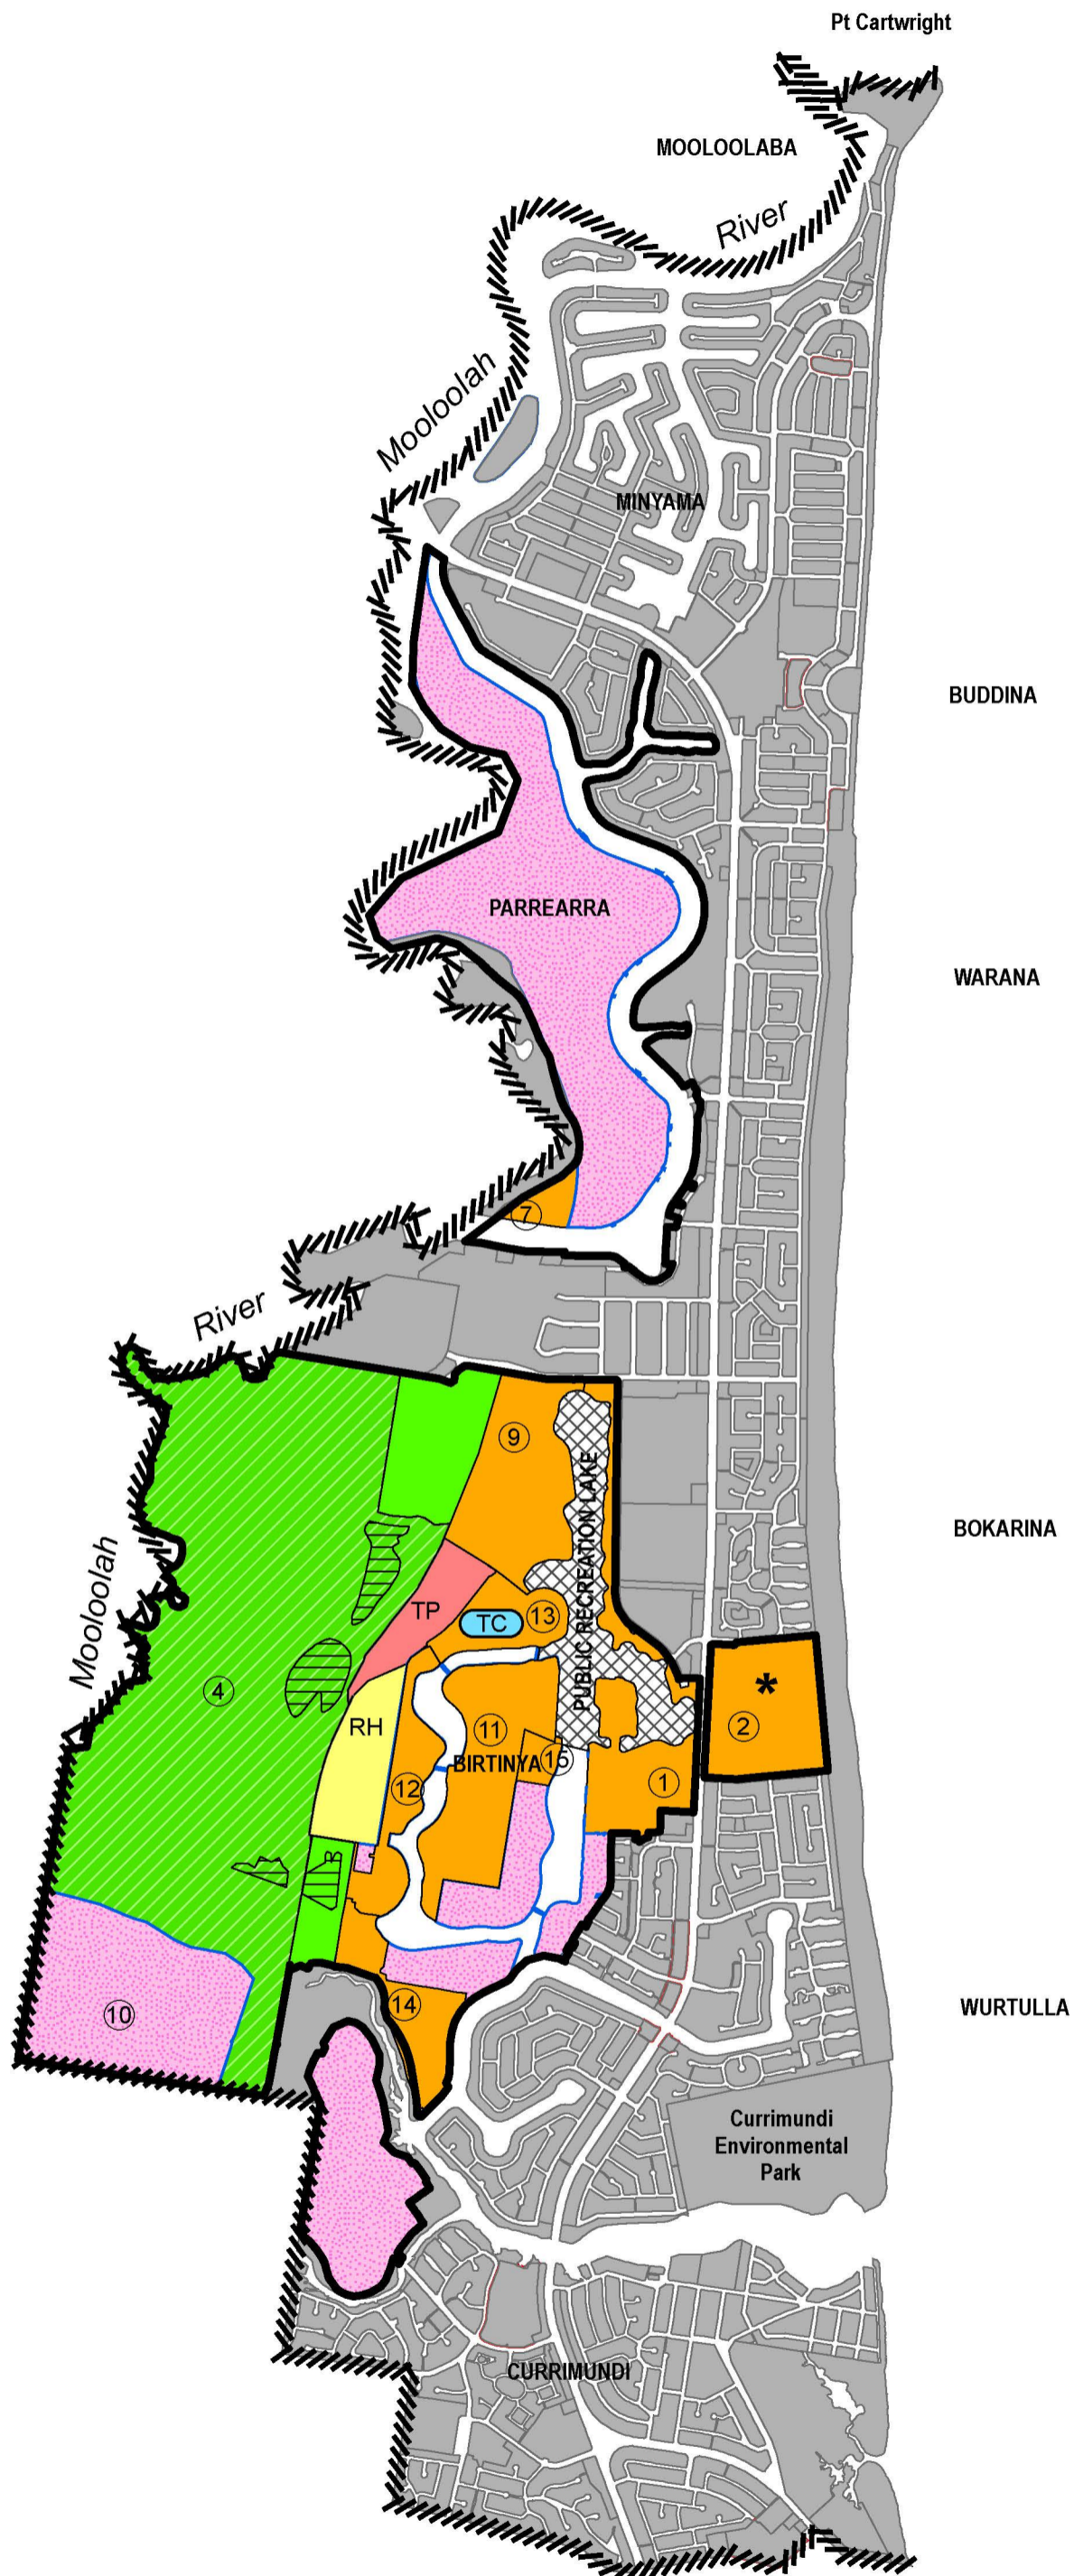 Pt Cartwright
MOOLOOLABA
River
Mooloolah
MINYAMA
BUDDINA
PARREARRA
WARANA
7
River
9
PUBLIC RECREATION LAKE
BOKARINA
Mooloolah
TP
TC
13
4
*
RH
11
2
BIRTINYA
15
12
1
10
14
WURTULLA
Currimundi
Environmental
Park
CURRIMUNDI